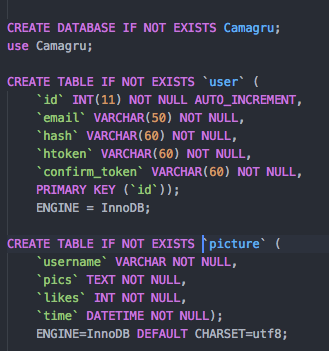 CREATE DATABASE IF NOT EXISTS Camagru;
use Camagru;
CREATE TABLE IF NOT EXISTS `user` (
`id` INT(11) NOT NULL AUTO_INCREMENT,
`email` VARCHAR(50) NOT NULL,
`hash` VARCHAR(60) NOT NULL,
`htoken` VARCHAR(60) NOT NULL,
`confirm_token` VARCHAR(60) NOT NULL,
PRIMARY KEY (`id`));
ENGINE = InnoDB;
CREATE TABLE IF NOT EXISTS `picture` (
`username` VARCHAR NOT NULL,
`pics` TEXT NOT NULL,
`likes` INT NOT NULL,
`time` DATETIME NOT NULL);
ENGINE=InnoDB DEFAULT CHARSET=utf8;